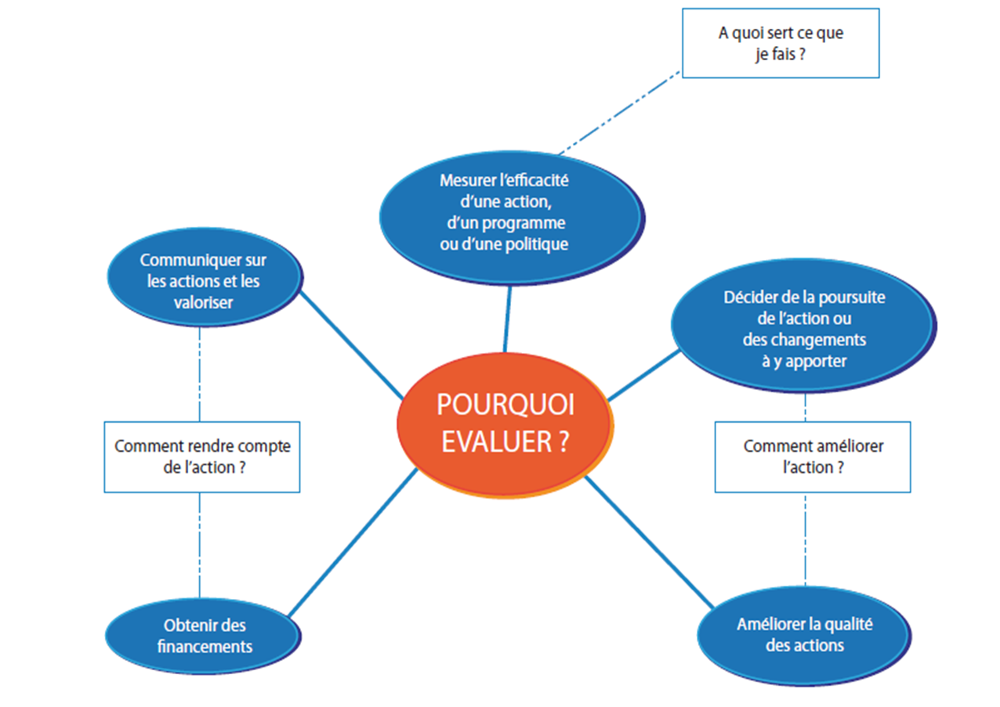 A quoi sert ce que
je fais ?
Mesurer l’efficacité
d’une action,
d’un programme
ou d’une politique
Communiquer sur
les actions et les
valoriser
Décider de la poursuite
de l’action ou
des changements
à y apporter
POURQUOI
EVALUER ?
Comment rendre compte
de l’action ?
Comment améliorer
l’action ?
Obtenir des
financements
Améliorer la qualité
des actions